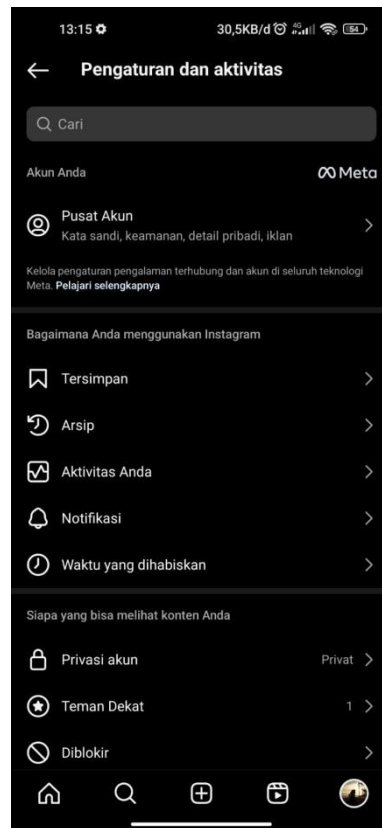 13:15
30,5KB/d 4G 54
Pengaturan dan aktivitas
Cari
Akun Anda
Meta
Pusat Akun
Kata sandi, keamanan, detail pribadi, iklan
Kelola pengaturan pengalaman terhubung dan akun di seluruh teknologi
Meta. Pelajari selengkapnya
Bagaimana Anda menggunakan Instagram
Tersimpan
Arsip
Aktivitas Anda
Notifikasi
Waktu yang dihabiskan
Siapa yang bisa melihat konten Anda
Privasi akun
Privat
Teman Dekat
1
Diblokir